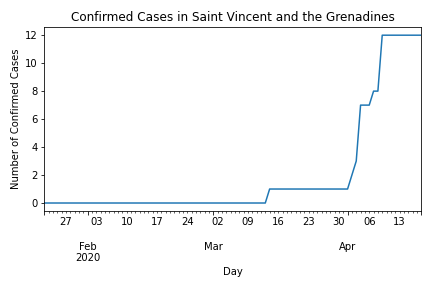 Confirmed Cases in Saint Vincent and the Grenadines
Number of Confirmed Cases
12
10
8
6
4
2
0
27 03 10 17 24 02 09 16 23 30 06 13
Feb Mar Apr
2020
Day